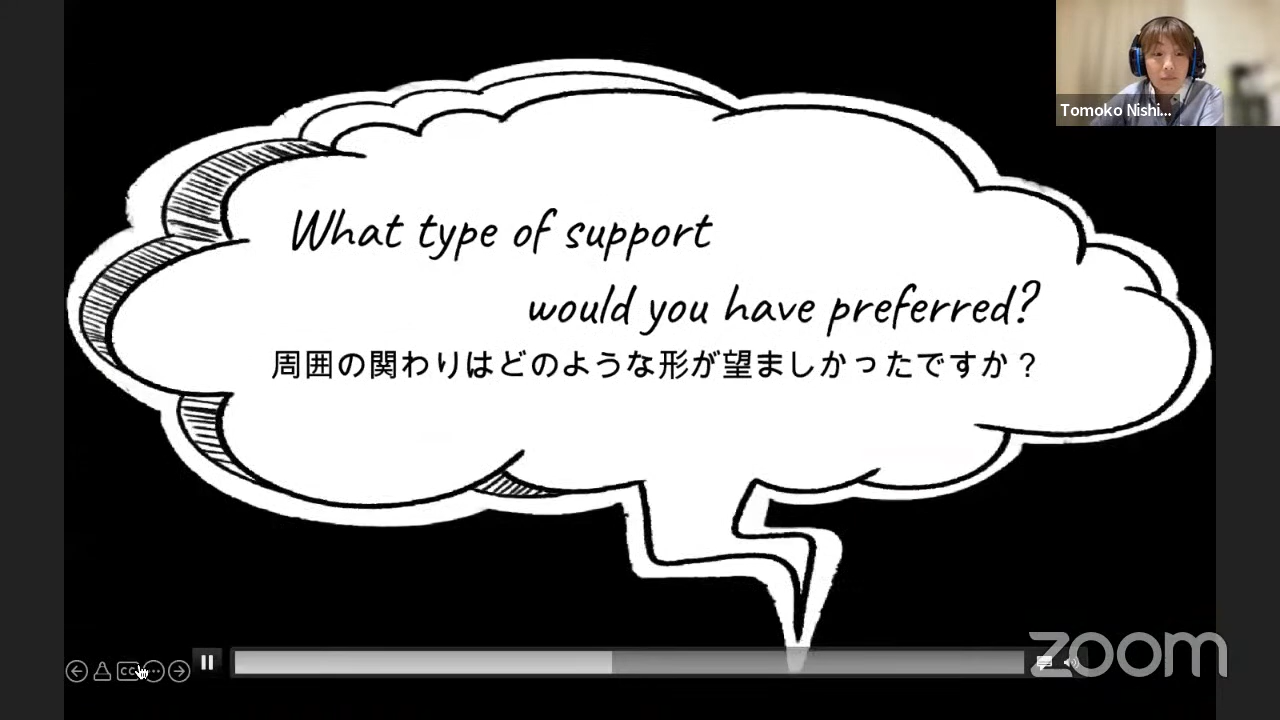 Tomoko Nishi...
What type of support
would you have preferred?
周囲の関わりはどのような形が望ましかったですか？
CC
zoom